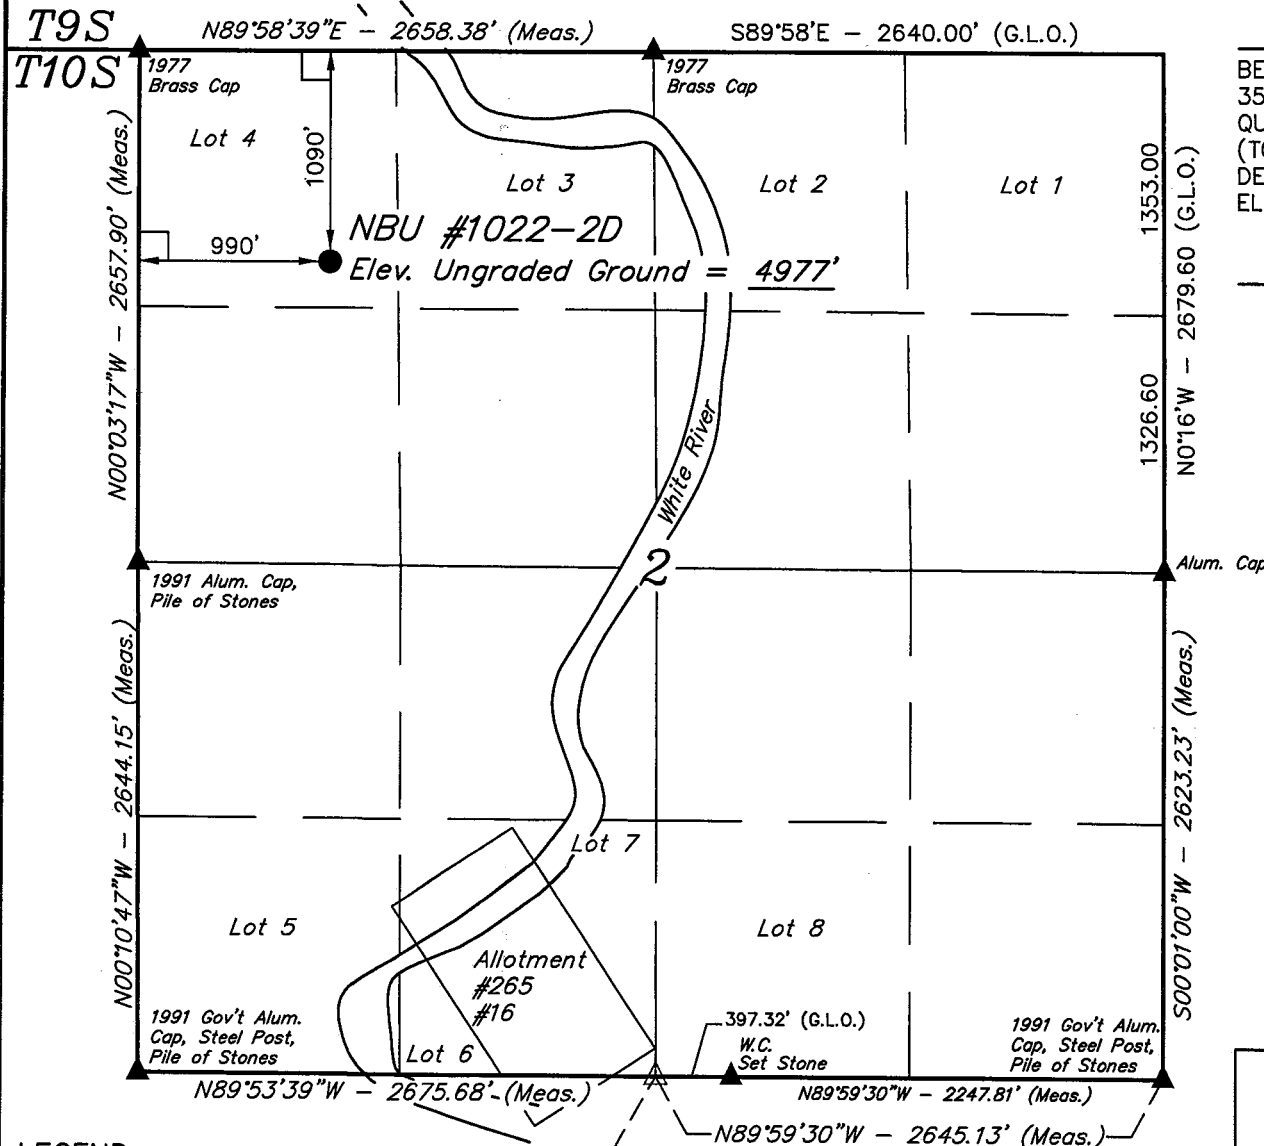 T9S
N89°58'39"E - 2658.38' (Meas.)
S89°58'E - 2640.00' (G.L.O.)
T10S
1977
Brass Cap
1977
Brass Cap
BE
35
QU
(T
DE
EL
Lot 4
1090'
Lot 3
Lot 2
Lot 1
1353.00
N00°03'17"W - 2657.90' (Meas.)
N0°16'W - 2679.60 (G.L.O.)
990'
NBU #1022-2D
Elev. Ungraded Ground = 4977'
1326.60
White River
2
Alum. Cap
1991 Alum. Cap,
Pile of Stones
N00°10'47"W - 2644.15' (Meas.)
S00°01'00"W - 2623.23' (Meas.)
Lot 7
Lot 5
Lot 8
Allotment
#265
#16
1991 Gov't Alum.
Cap, Steel Post,
Pile of Stones
Lot 6
397.32' (G.L.O.)
W.C.
Set Stone
1991 Gov't Alum.
Cap, Steel Post,
Pile of Stones
N89°53'39"W - 2675.68' (Meas.)
N89°59'30"W - 2247.81' (Meas.)
N89°59'30"W - 2645.13' (Meas.)
LEGEND